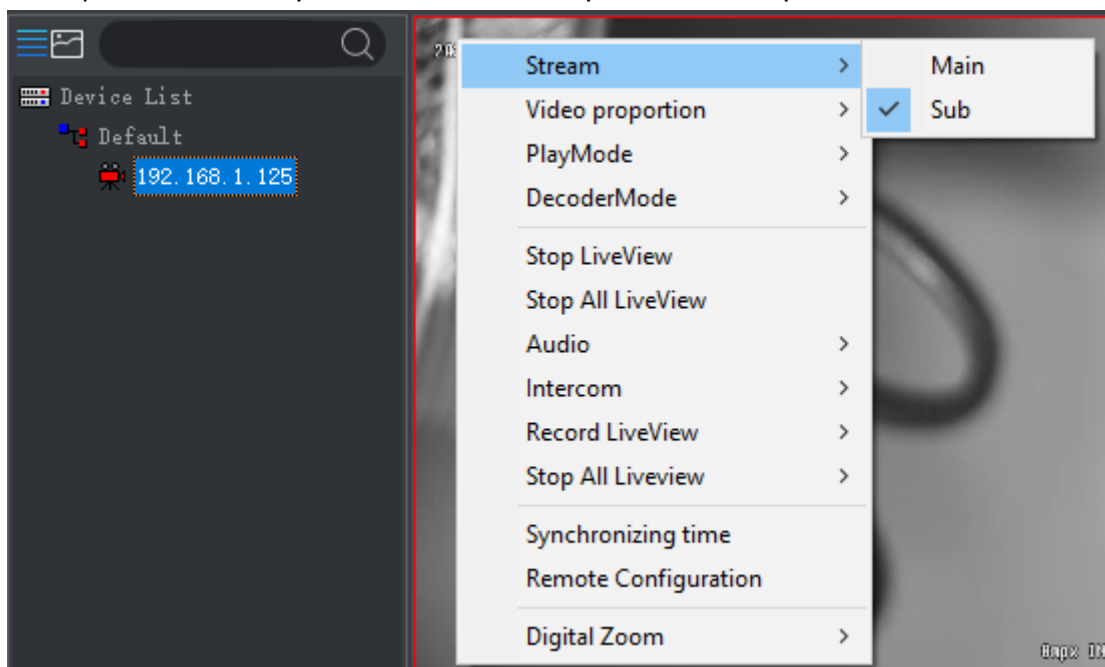 Device List
Default
192.168.1.125
Stream
Main
Sub
Video proportion
PlayMode
DecoderMode
Stop LiveView
Stop All LiveView
Audio
Intercom
Record LiveView
Stop All Liveview
Synchronizing time
Remote Configuration
Digital Zoom